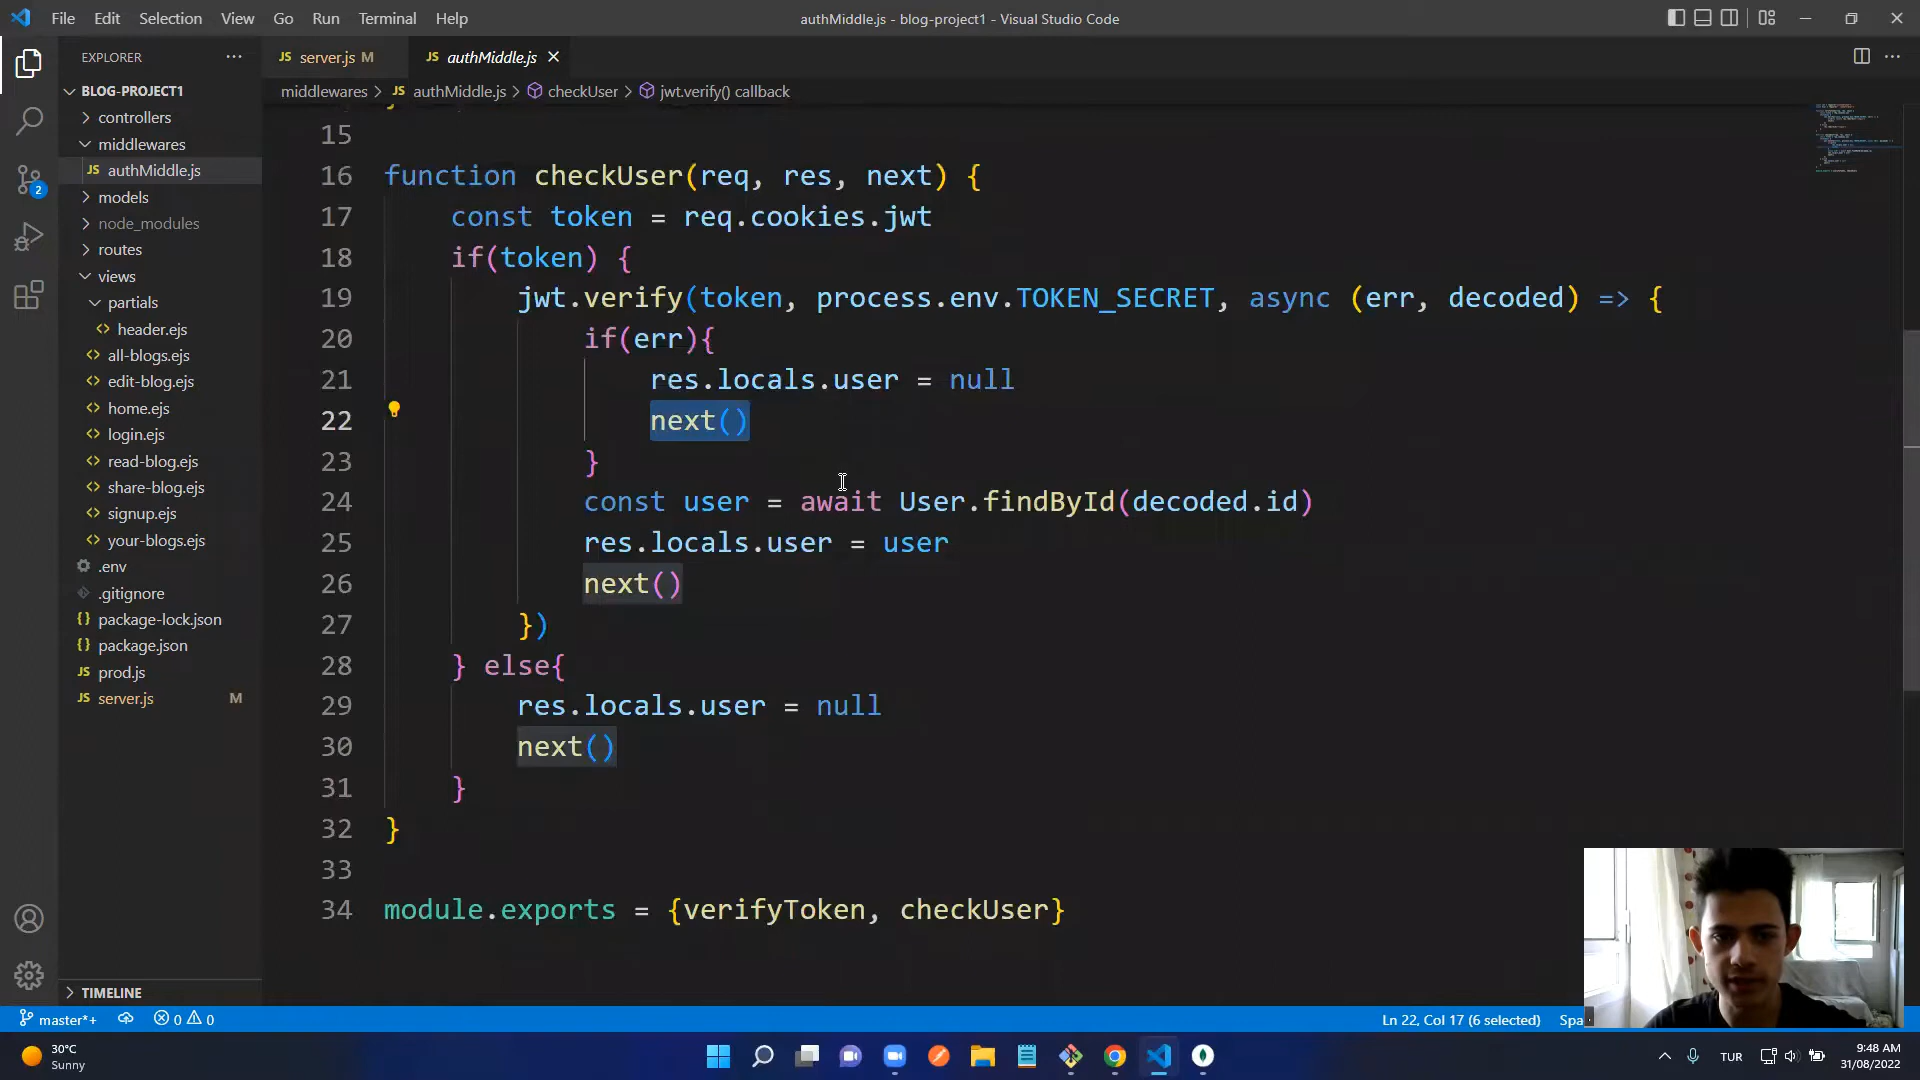 File Edit Selection View Go Run Terminal Help
authMiddle.js - blog-project1 - Visual Studio Code
EXPLORER
BLOG-PROJECT1
controllers
middlewares
JS authMiddle.js
models
node_modules
routes
views
partials
<> header.ejs
<> all-blogs.ejs
<> edit-blog.ejs
<> home.ejs
<> login.ejs
<> read-blog.ejs
<> share-blog.ejs
<> signup.ejs
<> your-blogs.ejs
.env
.gitignore
{} package-lock.json
{} package.json
JS prod.js
JS server.js M
TIMELINE
2
JS server.js M
JS authMiddle.js
middlewares > JS authMiddle.js > checkUser > jwt.verify() callback
15
16 function checkUser(req, res, next) {
17 const token = req.cookies.jwt
18 if(token) {
19 jwt.verify(token, process.env.TOKEN_SECRET, async (err, decoded) => {
20 if(err){
21 res.locals.user = null
22 next()
23 }
24 const user = await User.findById(decoded.id)
25 res.locals.user = user
26 next()
27 })
28 } else{
29 res.locals.user = null
30 next()
31 }
32 }
33
34 module.exports = {verifyToken, checkUser}
master*+ 0 0
Ln 22, Col 17 (6 selected) Spa
30°C
Sunny
TUR
9:48 AM
31/08/2022